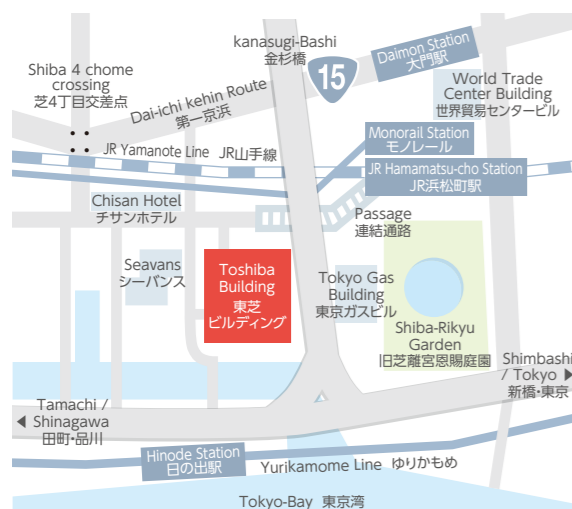 kanasugi-Bashi
金杉橋
15
Daimon Station
大門駅
Shiba 4 chome
crossing
芝4丁目交差点
Dai-ichi kehin Route
第一京浜
World Trade
Center Building
世界貿易センタービル
Monorail Station
モノレール
JR Yamanote Line JR山手線
JR Hamamatsu-cho Station
JR浜松町駅
Chisan Hotel
チサンホテル
Passage
連結通路
Seavans
シーバンス
Toshiba
Building
東芝
ビルディング
Tokyo Gas
Building
東京ガスビル
Shiba-Rikyu
Garden
旧芝離宮恩賜庭園
Shimbashi
/ Tokyo ▶
新橋・東京
Tamachi /
◀ Shinagawa
田町・品川
Hinode Station
日の出駅
Yurikamome Line ゆりかもめ
Tokyo-Bay 東京湾